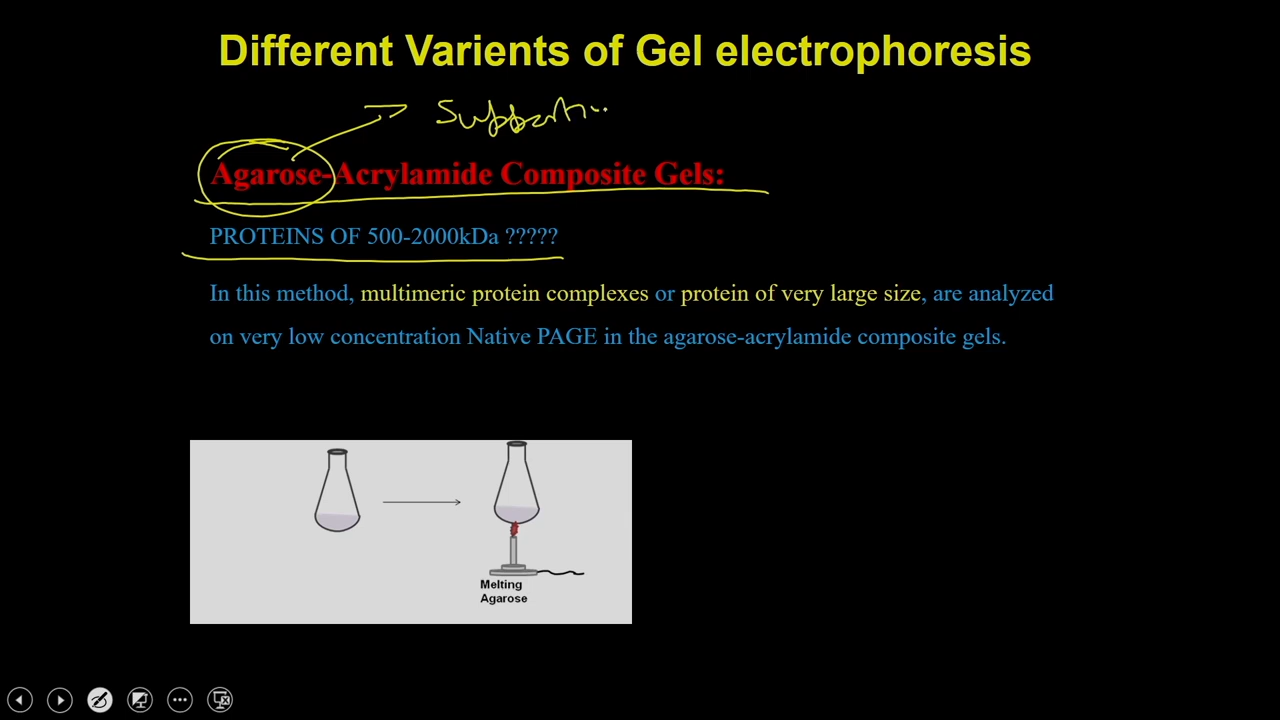 Different Varients of Gel electrophoresis
Agarose-Acrylamide Composite Gels:
PROTEINS OF 500-2000kDa ?????
In this method, multimeric protein complexes or protein of very large size, are analyzed
on very low concentration Native PAGE in the agarose-acrylamide composite gels.
Melting
Agarose